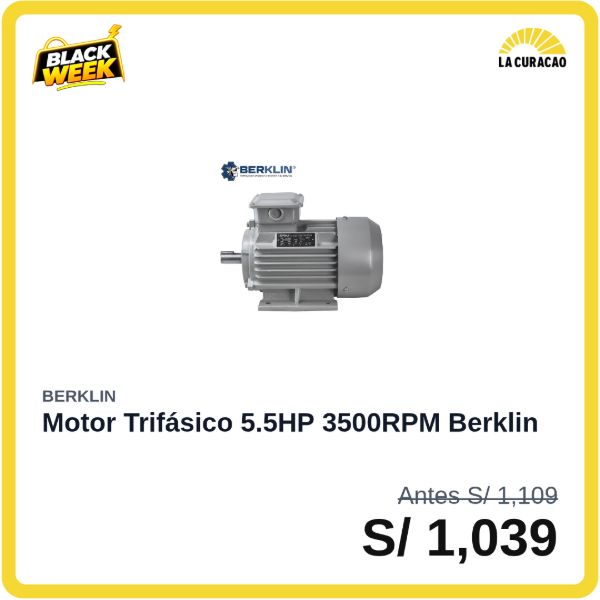 BLACK
WEEK
LA CURACAO
BERKLIN®
BERKLIN
Motor Trifásico 5.5HP 3500RPM Berklin
Antes S/ 1,109
S/ 1,039